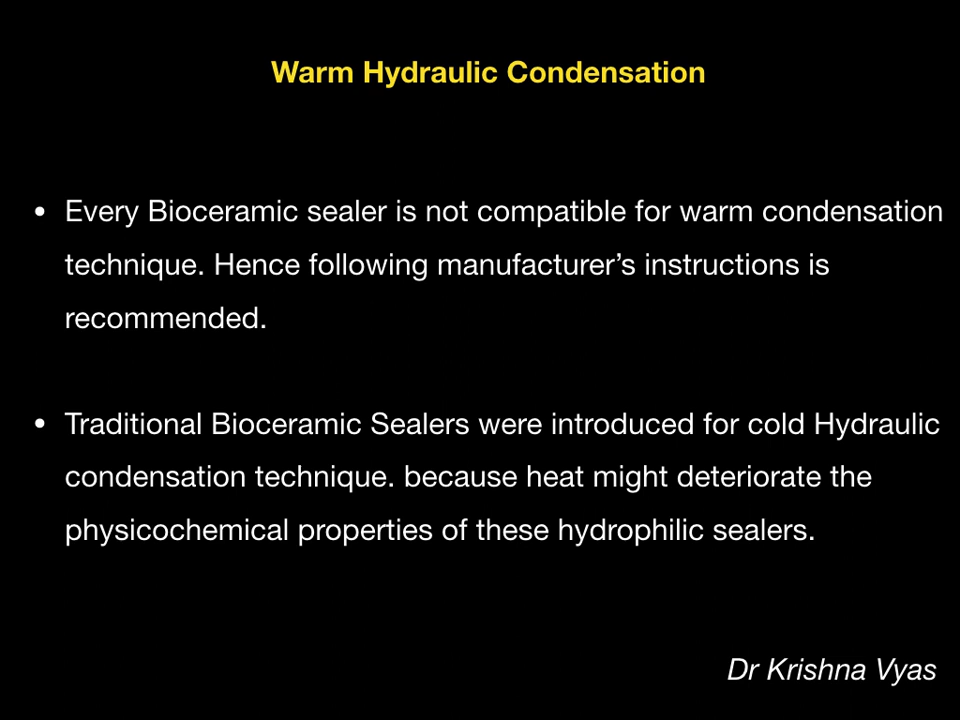 Warm Hydraulic Condensation
• Every Bioceramic sealer is not compatible for warm condensation
technique. Hence following manufacturer’s instructions is
recommended.
• Traditional Bioceramic Sealers were introduced for cold Hydraulic
condensation technique. because heat might deteriorate the
physicochemical properties of these hydrophilic sealers.
Dr Krishna Vyas